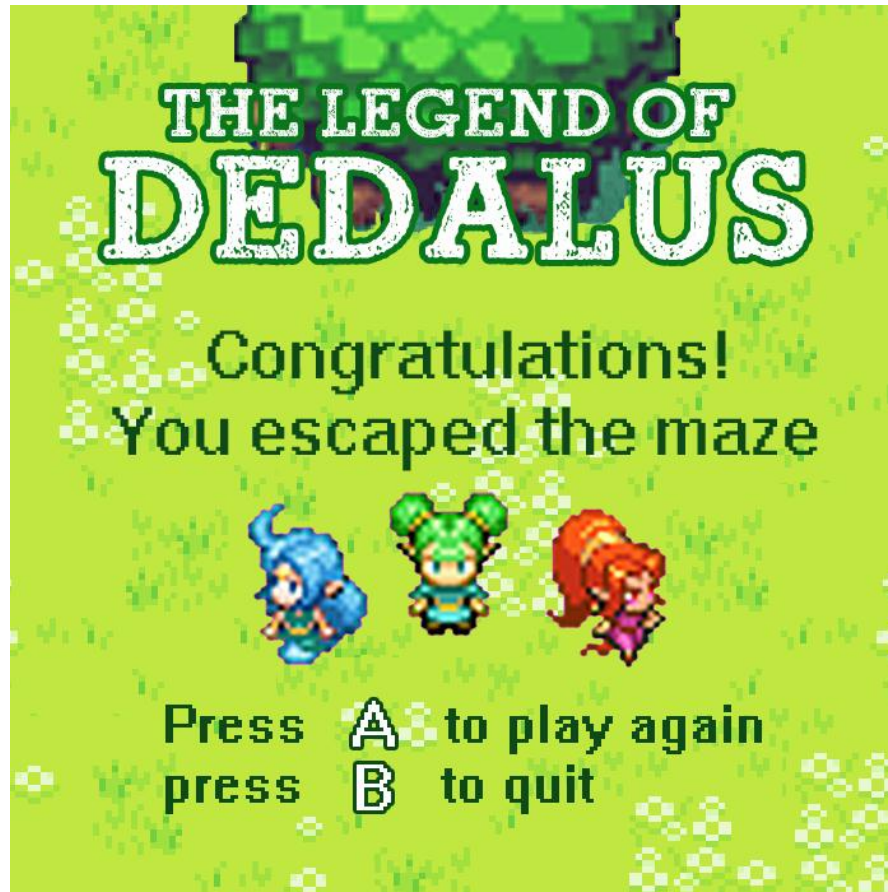 THE LEGEND OF
DEDALUS
Congratulations!
You escaped the maze
Press A to play again
press B to quit